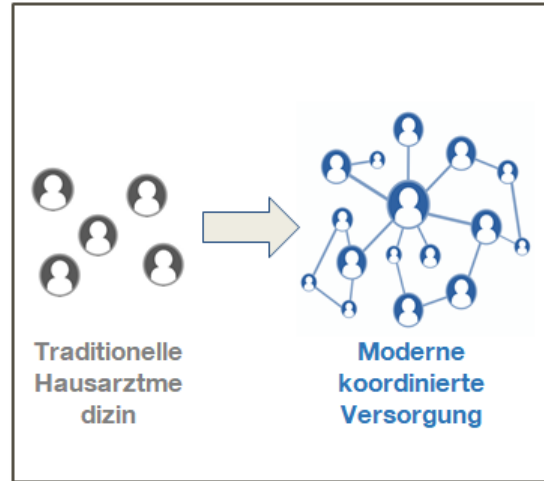 Traditionelle
Hausarztme
dizin
Moderne
koordinierte
Versorgung